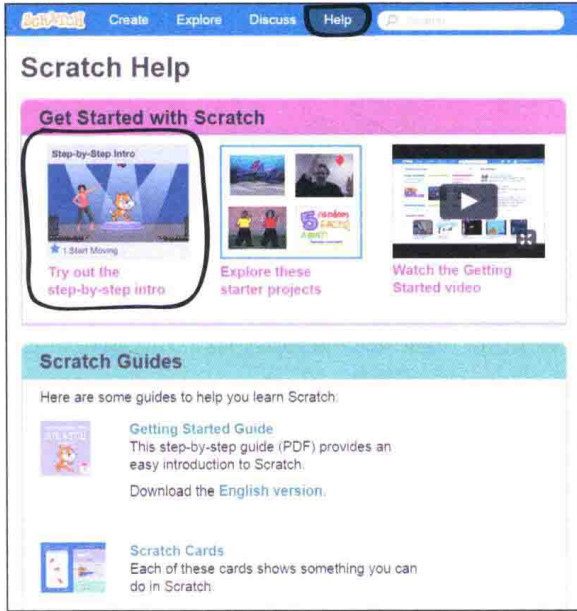 SCRATCH Create Explore Discuss Help Search
Scratch Help
Get Started with Scratch
Step-by-Step Intro
1 Start Moving
Try out the
step-by-step intro
5 random
FACTS
Explore these
starter projects
Watch the Getting
Started video
Scratch Guides
Here are some guides to help you learn Scratch:
SCRATCH
Getting Started Guide
This step-by-step guide (PDF) provides an
easy introduction to Scratch.
Download the English version.
Scratch Cards
Each of these cards shows something you can
do in Scratch